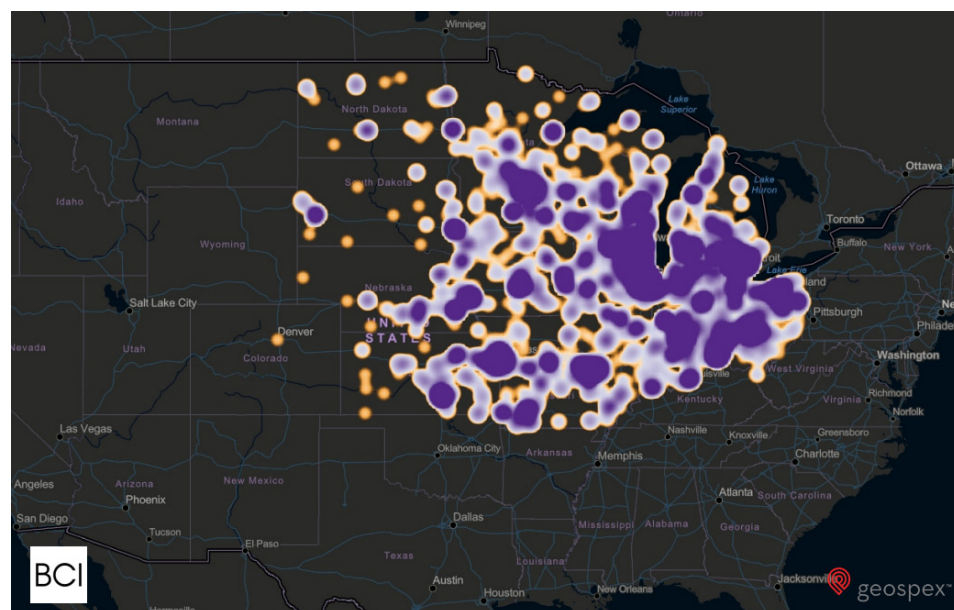 Winnipeg
Ontario
Lake
Superior
North Dakota
Montana
Ottawa
Lake
Huron
South Dakota
Idaho
Toronto
Wyoming
Buffalo
New York
Lake Erie
Salt Lake City
Nebraska
Pittsburgh
UNITED
STATES
Denver
Philade
Nevada
Utah
Colorado
Washington
West Virginia
Richmond
Kentucky
Virginia
Norfolk
Las Vegas
Nashville
Knoxville
Greensboro
Oklahoma City
Arkansas
Memphis
Charlotte
Angeles
Arizona
New Mexico
Phoenix
Atlanta
South Carolina
San Diego
Dallas
Mississippi
Alabama
Georgia
Tucson
El Paso
Texas
Louisiana
BCI
Austin
Houston
New Orleans
Jacksonville
geospex™